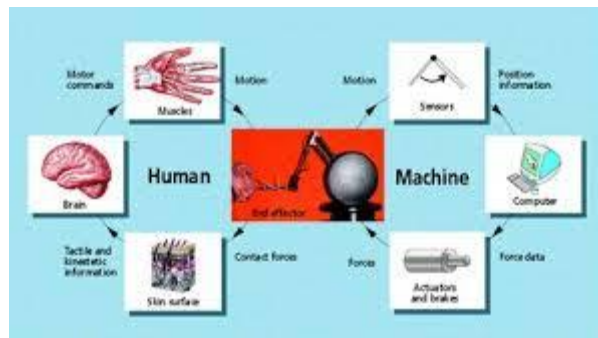 Motor
commands
Muscles
Motion
Motion
Sensors
Position
information
Brain
Human
End effector
Machine
Computer
Tactile and
kinestetic
information
Skin surface
Contact forces
Forces
Actuators
and brakes
Force data